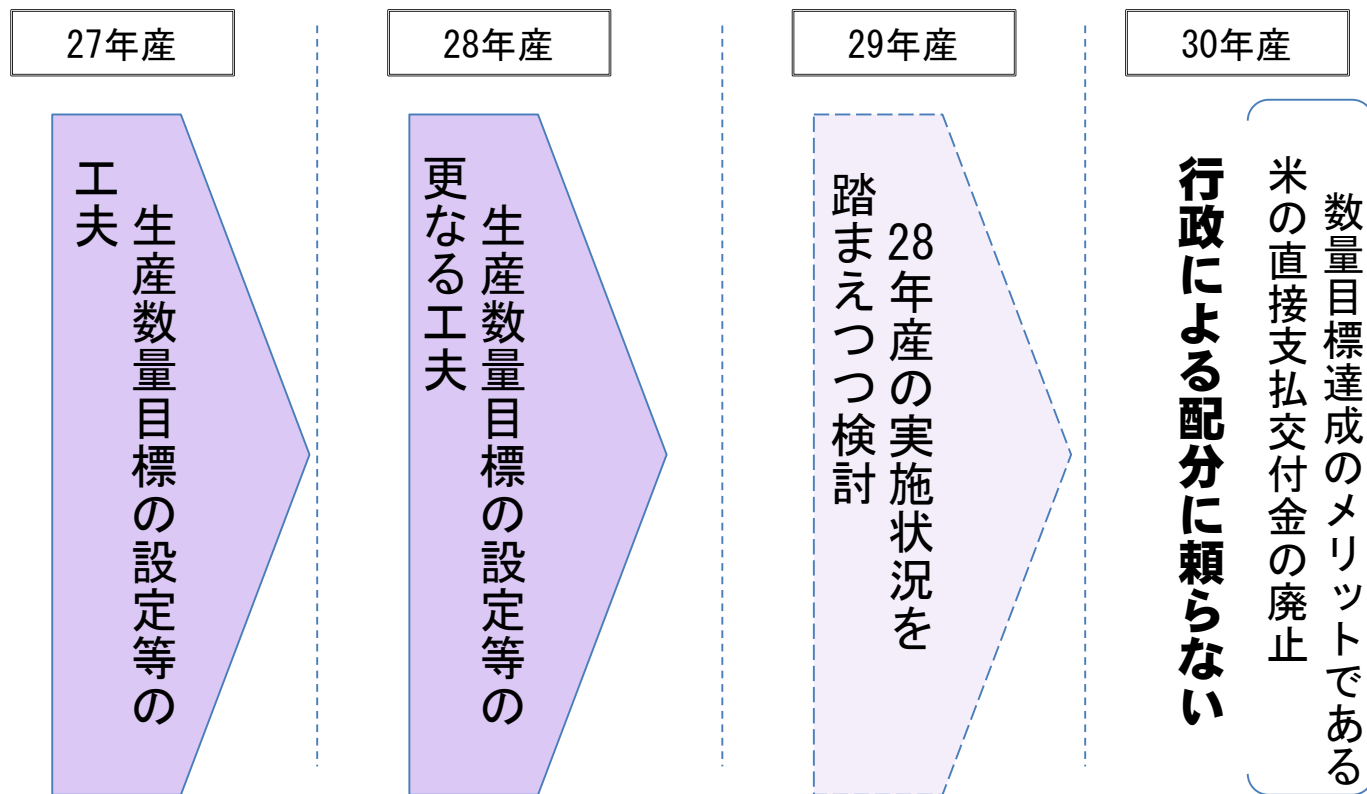 27年産
生産数量目標の設定等の
工夫
28年産
生産数量目標の設定等の
更なる工夫
29年産
28年産の実施状況を
踏まえつつ検討
30年産
数量目標達成のメリットである
米の直接支払交付金の廃止
行政による配分に頼らない